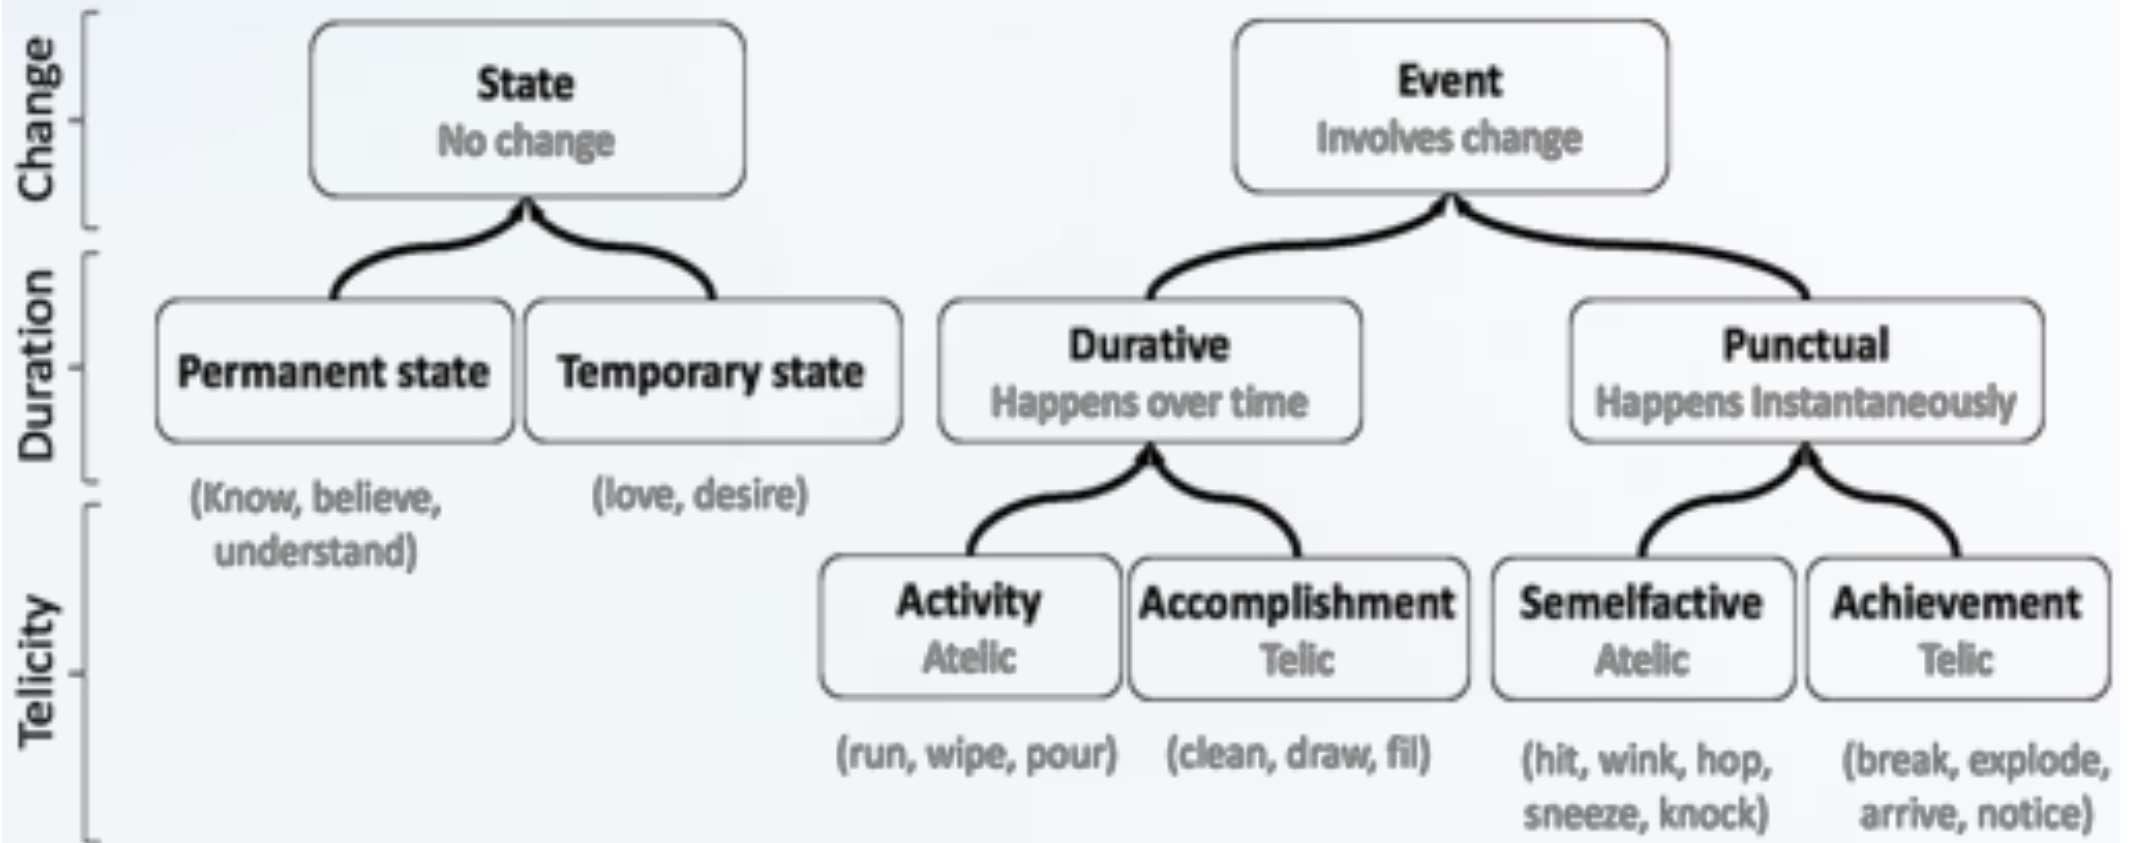 Change
State
No change
Event
Involves change
Duration
Permanent state
Temporary state
Durative
Happens over time
Punctual
Happens Instantaneously
(Know, believe,
understand)
(love, desire)
Telicity
Activity
Atelic
Accomplishment
Telic
Semelfactive
Atelic
Achievement
Telic
(run, wipe, pour)
(clean, draw, fil)
(hit, wink, hop,
sneeze, knock)
(break, explode,
arrive, notice)